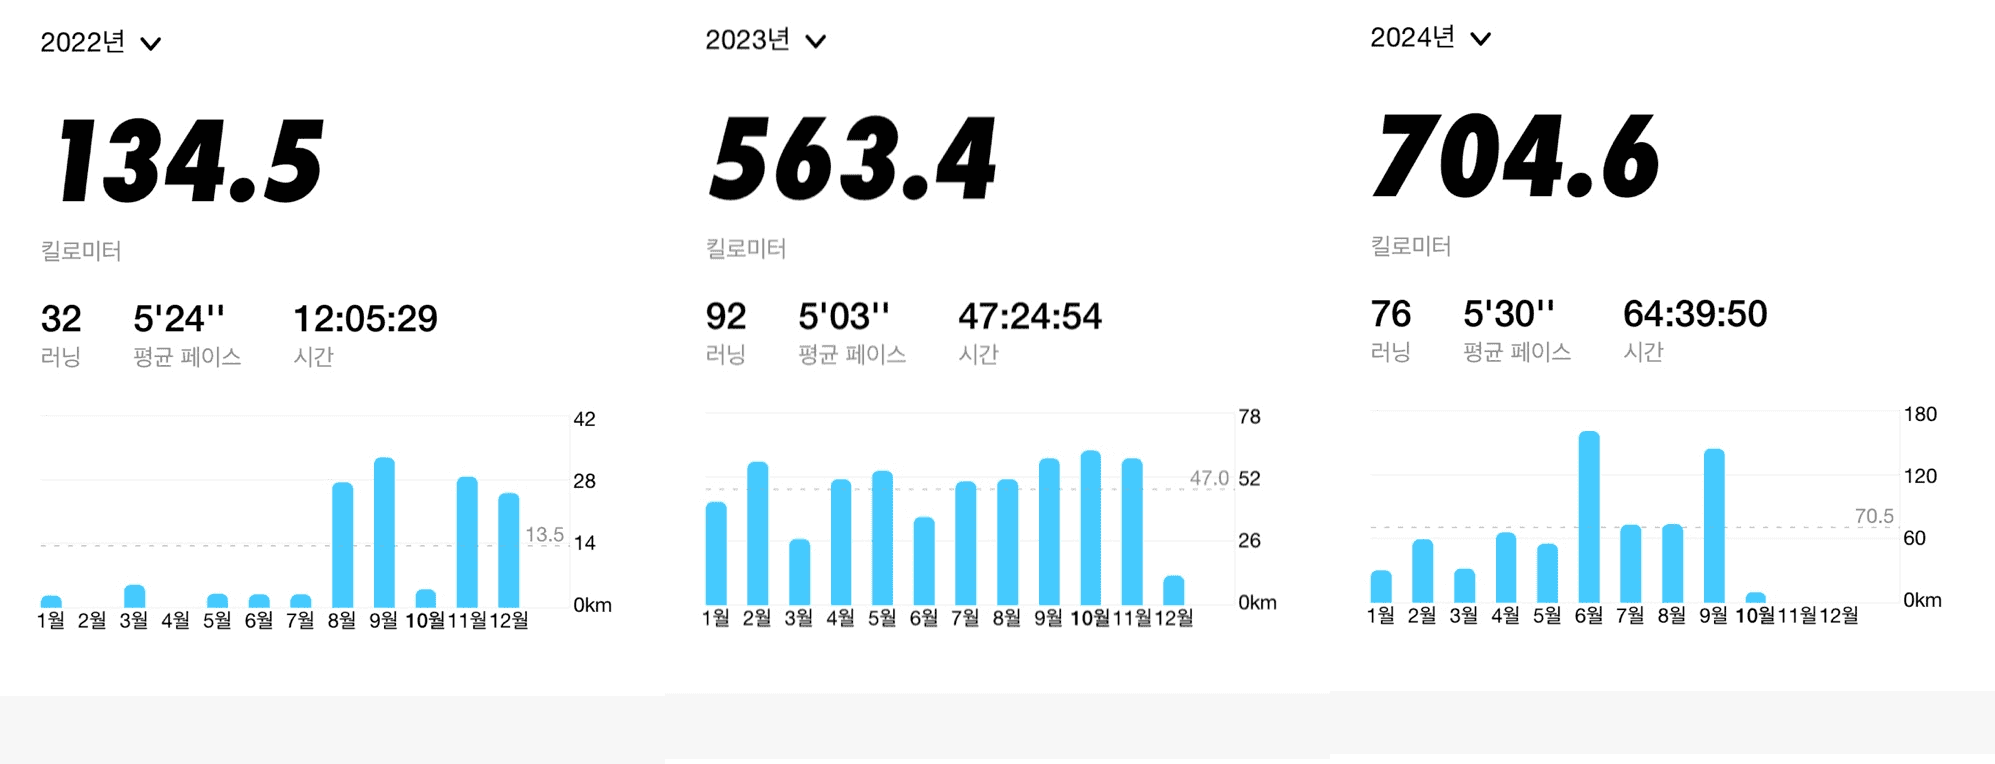 2022년
134.5
킬로미터
32 5'24'' 12:05:29
러닝 평균 페이스 시간
42
28
13.5
14
0km
1월 2월 3월 4월 5월 6월 7월 8월 9월 10월 11월 12월
2023년
563.4
킬로미터
92 5'03'' 47:24:54
러닝 평균 페이스 시간
78
47.0
52
26
0km
1월 2월 3월 4월 5월 6월 7월 8월 9월 10월 11월 12월
2024년
704.6
킬로미터
76 5'30'' 64:39:50
러닝 평균 페이스 시간
180
120
70.5
60
0km
1월 2월 3월 4월 5월 6월 7월 8월 9월 10월 11월 12월